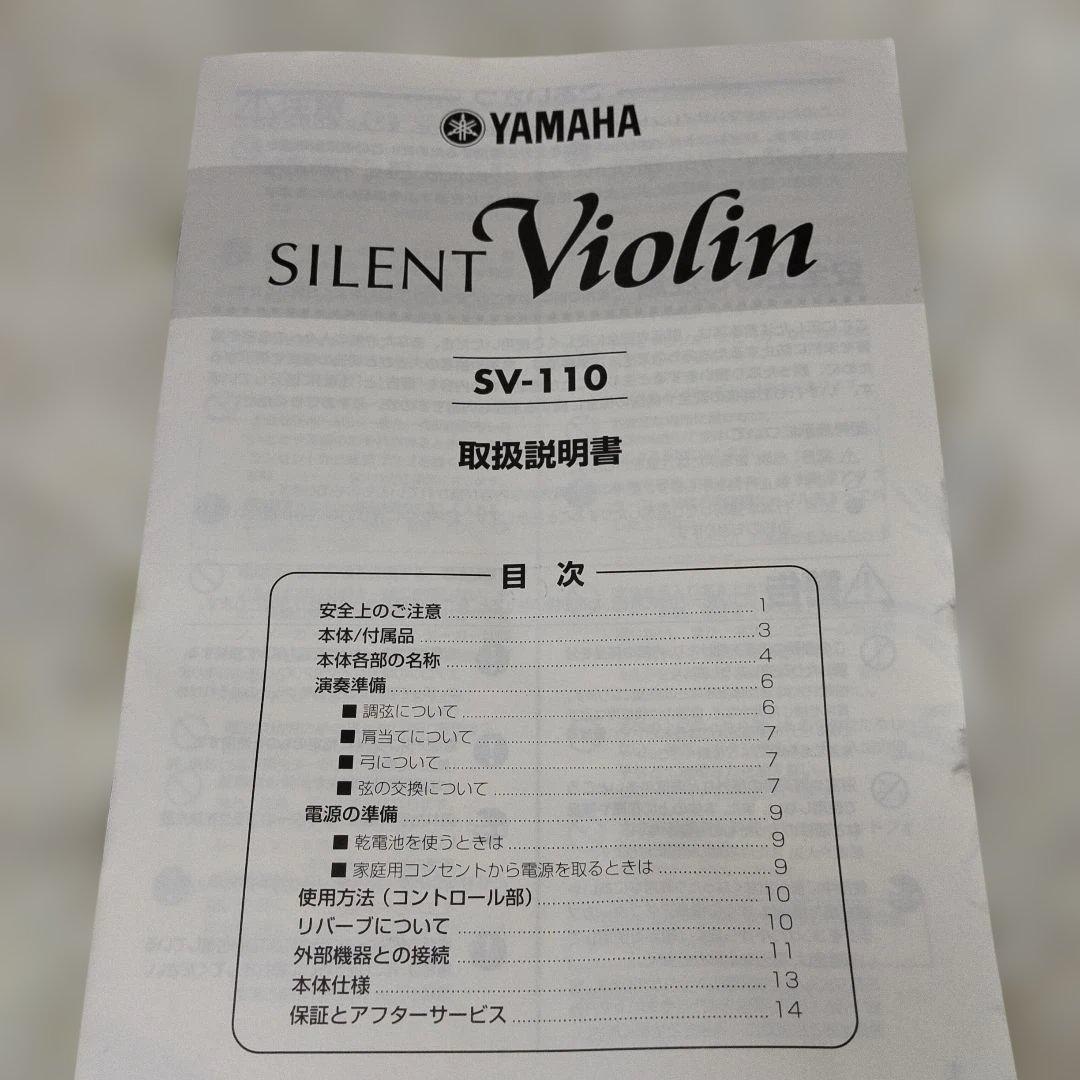 YAMAHA
SILENT Violin
SV-110
取扱説明書
目 次
安全上のご注意 1
本体/付属品 3
本体各部の名称 4
演奏準備 6
■ 調弦について 6
■ 肩当てについて 7
■ 弓について 7
■ 弦の交換について 7
電源の準備 9
■ 乾電池を使うときは 9
■ 家庭用コンセントから電源を取るときは 9
使用方法（コントロール部） 10
リバーブについて 10
外部機器との接続 11
本体仕様 13
保証とアフターサービス 14